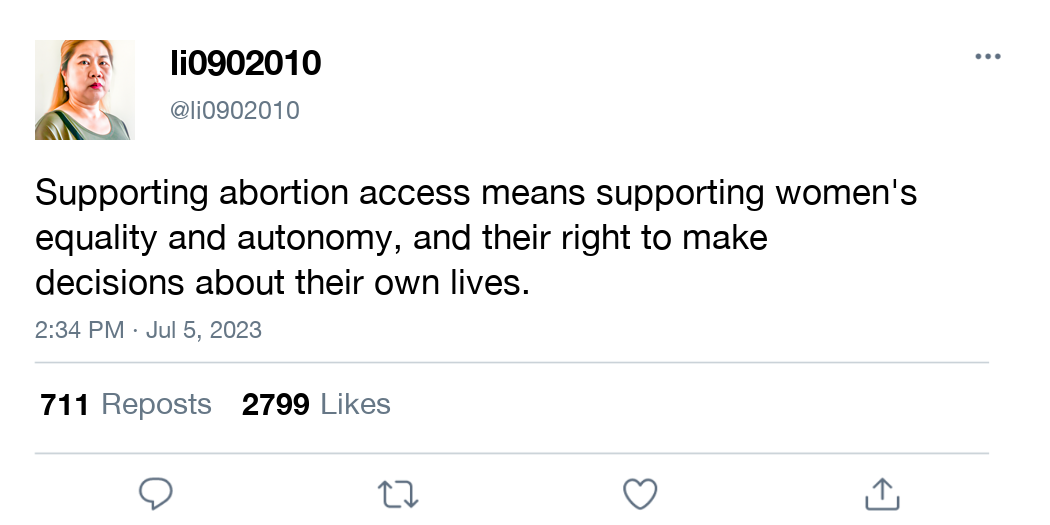 li0902010
@li0902010
Supporting abortion access means supporting women's
equality and autonomy, and their right to make
decisions about their own lives.
2:34 PM · Jul 5, 2023
711 Reposts 2799 Likes